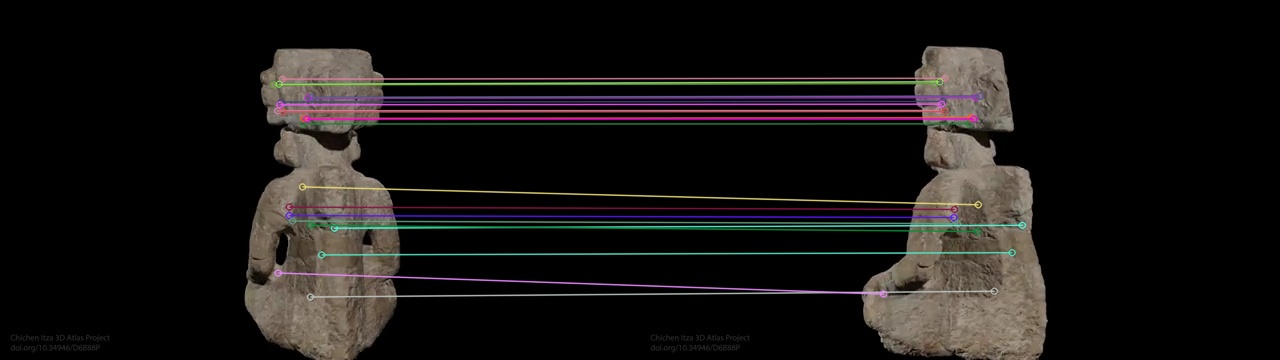 Chichen Itza 3D Atlas Project
doi.org/10.34946/D6B88P
Chichen Itza 3D Atlas Project
doi.org/10.34946/D6B88P